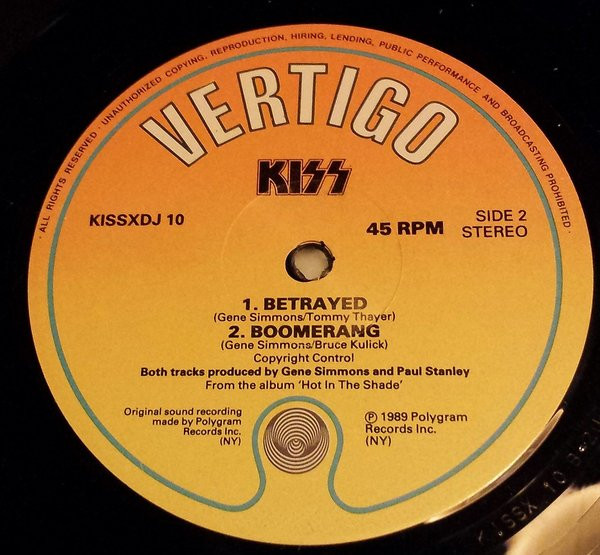 · ALL RIGHTS RESERVED · UNAUTHORIZED COPYING, REPRODUCTION, HIRING, LENDING, PUBLIC PERFORMANCE AND BROADCASTING PROHIBITED ·
VERTIGO
KISS
KISSXDJ 10
45 RPM
SIDE 2
STEREO
1. BETRAYED
(Gene Simmons/Tommy Thayer)
2. BOOMERANG
(Gene Simmons/Bruce Kulick)
Copyright Control
Both tracks produced by Gene Simmons and Paul Stanley
From the album 'Hot In The Shade'
Original sound recording
made by Polygram
Records Inc.
(NY)
Ⓟ 1989 Polygram
Records Inc.
(NY)
KISSX 10